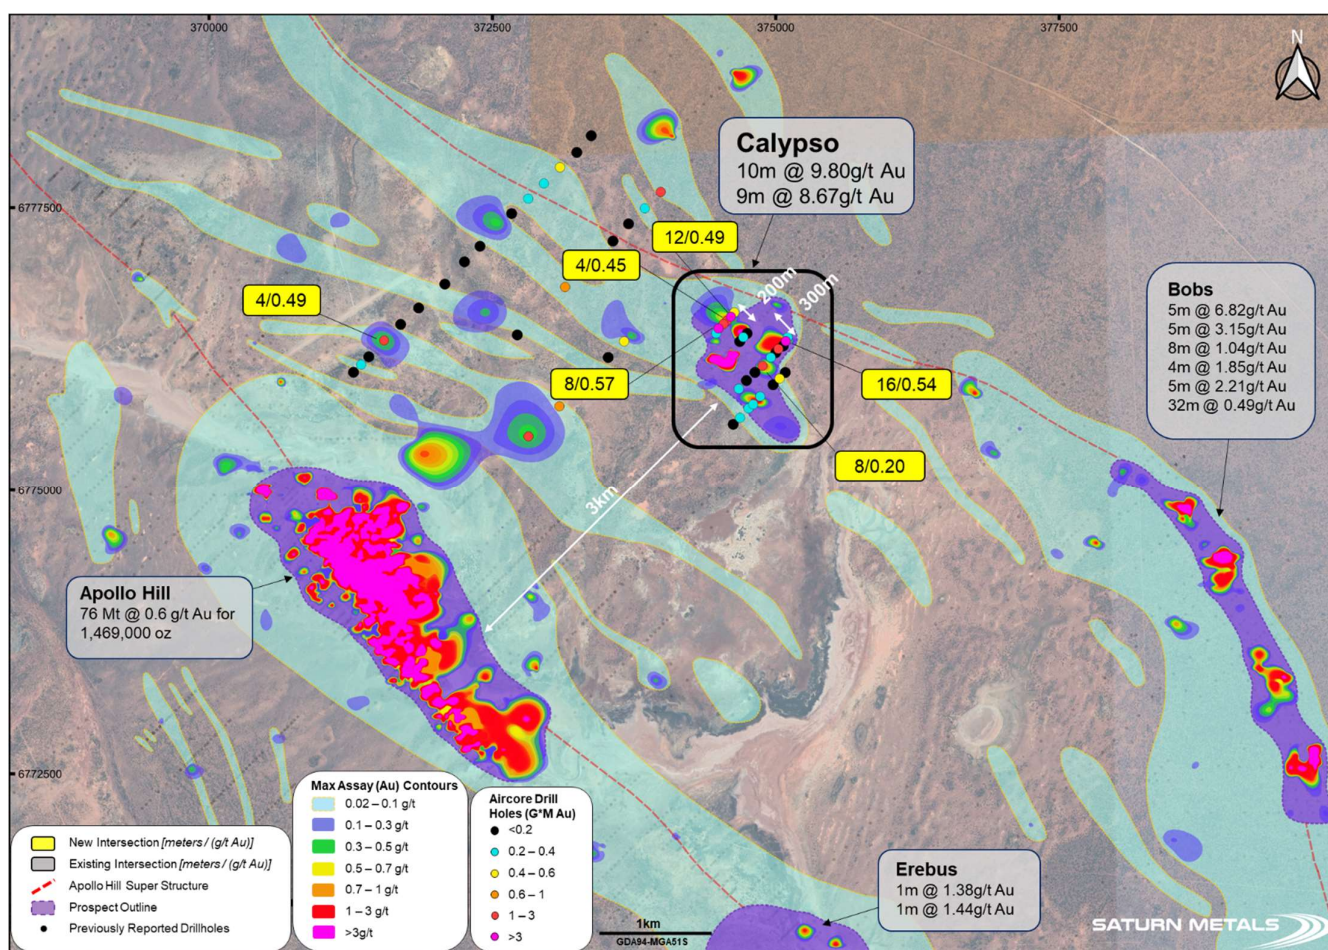 370000
372500
375000
377500
N
6777500
6775000
6772500
Calypso
10m @ 9.80g/t Au
9m @ 8.67g/t Au
12/0.49
4/0.45
4/0.49
8/0.57
16/0.54
8/0.20
200m
300m
3km
Bobs
5m @ 6.82g/t Au
5m @ 3.15g/t Au
8m @ 1.04g/t Au
4m @ 1.85g/t Au
5m @ 2.21g/t Au
32m @ 0.49g/t Au
Apollo Hill
76 Mt @ 0.6 g/t Au for
1,469,000 oz
Erebus
1m @ 1.38g/t Au
1m @ 1.44g/t Au
New Intersection [meters / (g/t Au)]
Existing Intersection [meters / (g/t Au)]
Apollo Hill Super Structure
Prospect Outline
Previously Reported Drillholes
Max Assay (Au) Contours
0.02 – 0.1 g/t
0.1 – 0.3 g/t
0.3 – 0.5 g/t
0.5 – 0.7 g/t
0.7 – 1 g/t
1 – 3 g/t
>3g/t
Aircore Drill
Holes (G*M Au)
<0.2
0.2 – 0.4
0.4 – 0.6
0.6 – 1
1 – 3
>3
1km
GDA94-MGA51S
SATURN METALS